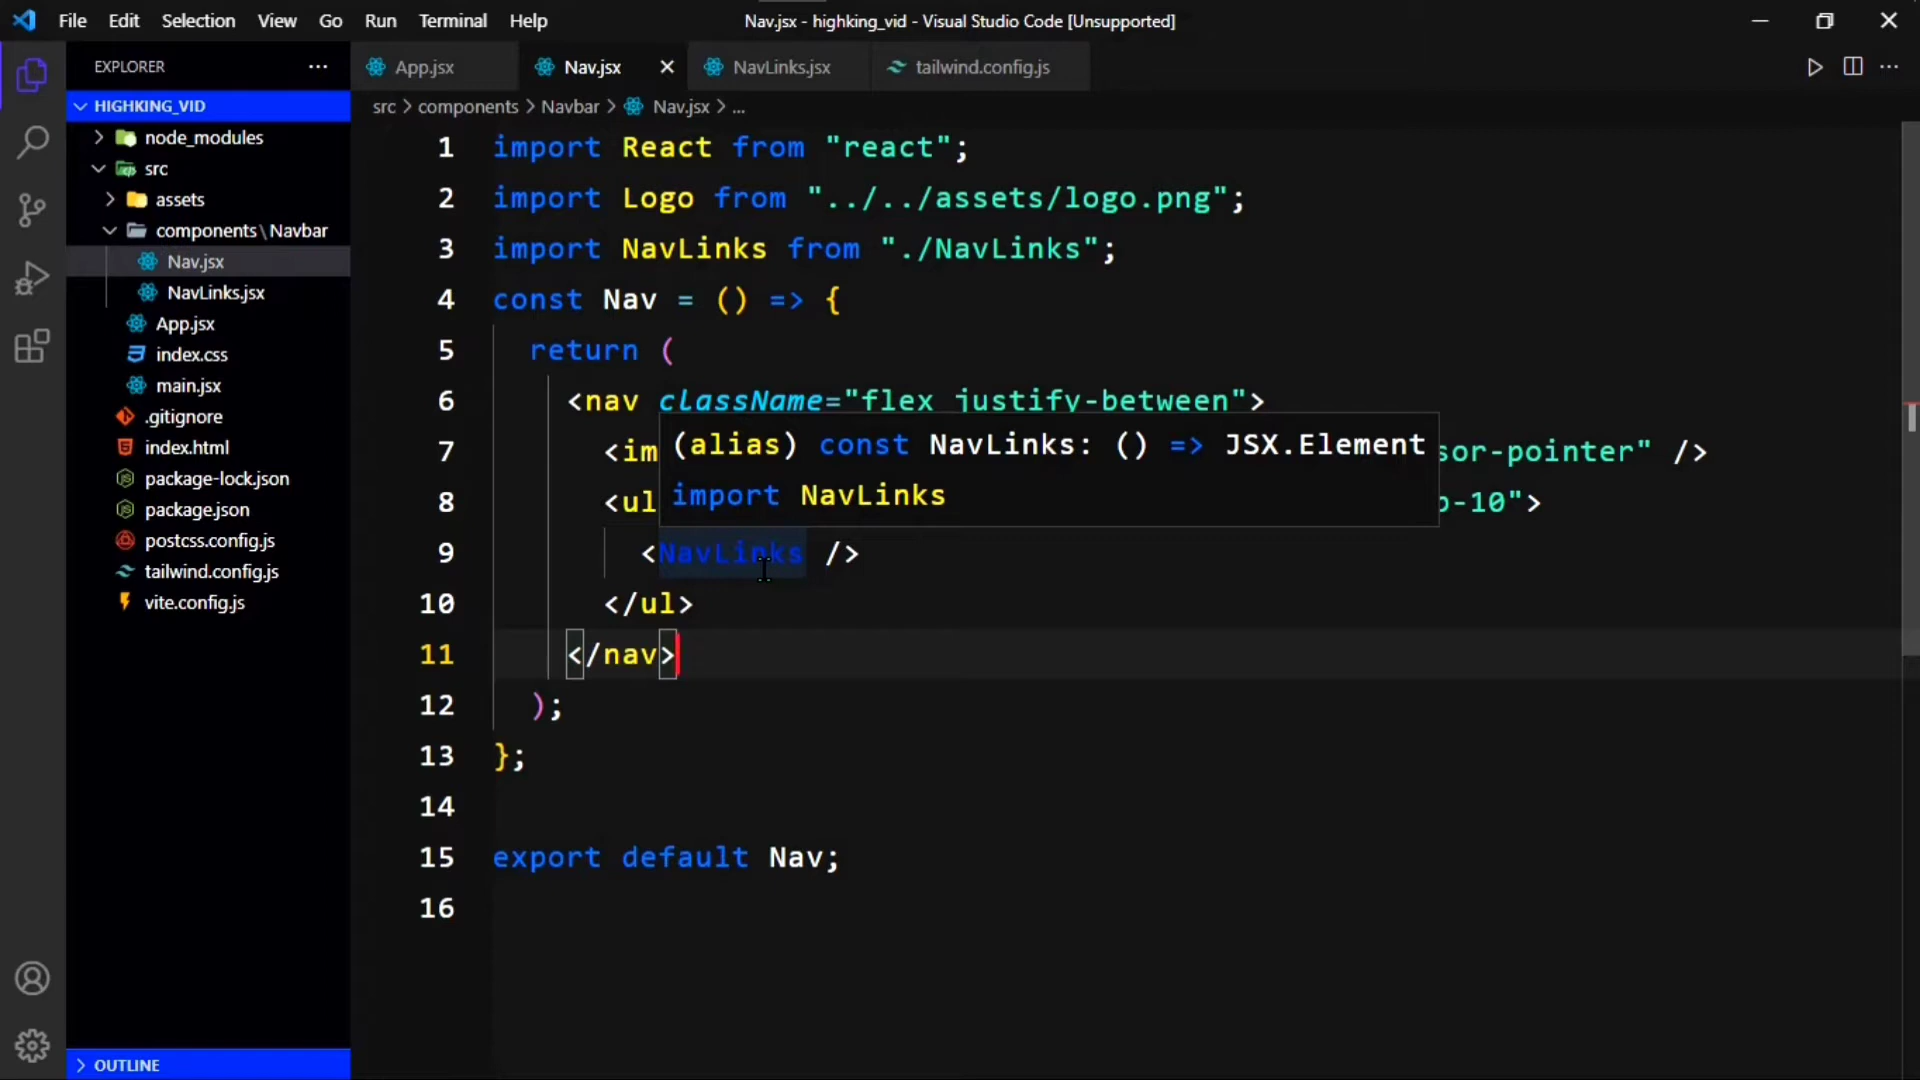 File Edit Selection View Go Run Terminal Help
Nav.jsx - highking_vid - Visual Studio Code [Unsupported]
EXPLORER
HIGHKING_VID
node_modules
src
assets
components\Navbar
Nav.jsx
NavLinks.jsx
App.jsx
index.css
main.jsx
.gitignore
index.html
package-lock.json
package.json
postcss.config.js
tailwind.config.js
vite.config.js
OUTLINE
App.jsx Nav.jsx NavLinks.jsx tailwind.config.js
src > components > Navbar > Nav.jsx > ...
1 import React from "react";
2 import Logo from "../../assets/logo.png";
3 import NavLinks from "./NavLinks";
4 const Nav = () => {
5 return (
6 <nav className="flex justify-between">
(alias) const NavLinks: () => JSX.Element
import NavLinks
7 <im sor-pointer" />
8 <ul -10">
9 <NavLinks />
10 </ul>
11 </nav>
12 );
13 };
14
15 export default Nav;
16